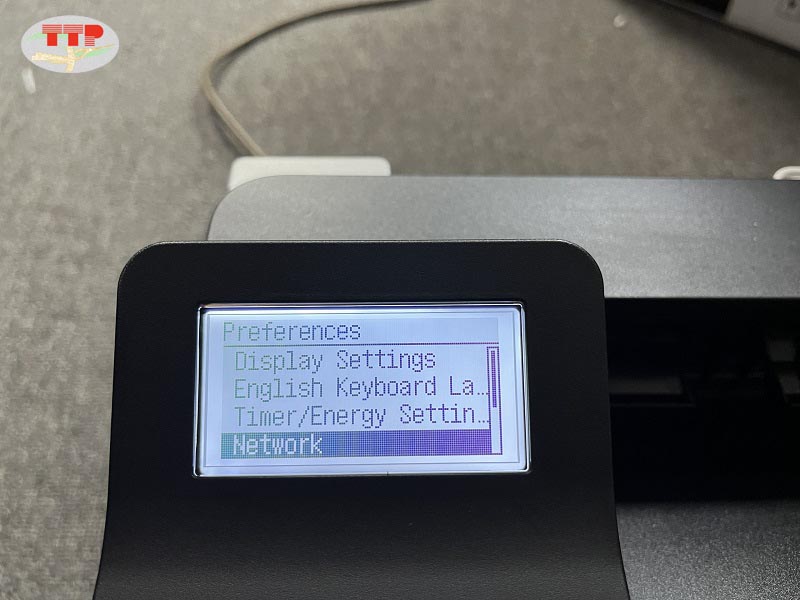 TTP
Preferences
Display Settings
English Keyboard La…
Timer/Energy Settin…
Network